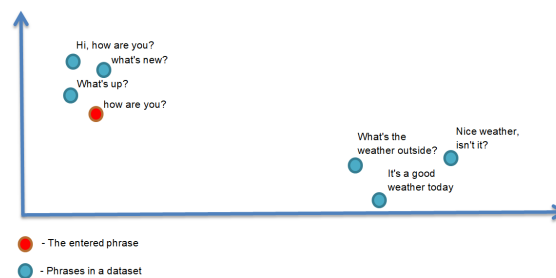 Hi, how are you?
what's new?
What's up?
how are you?
What's the
weather outside?
Nice weather,
isn't it?
It's a good
weather today
- The entered phrase
- Phrases in a dataset